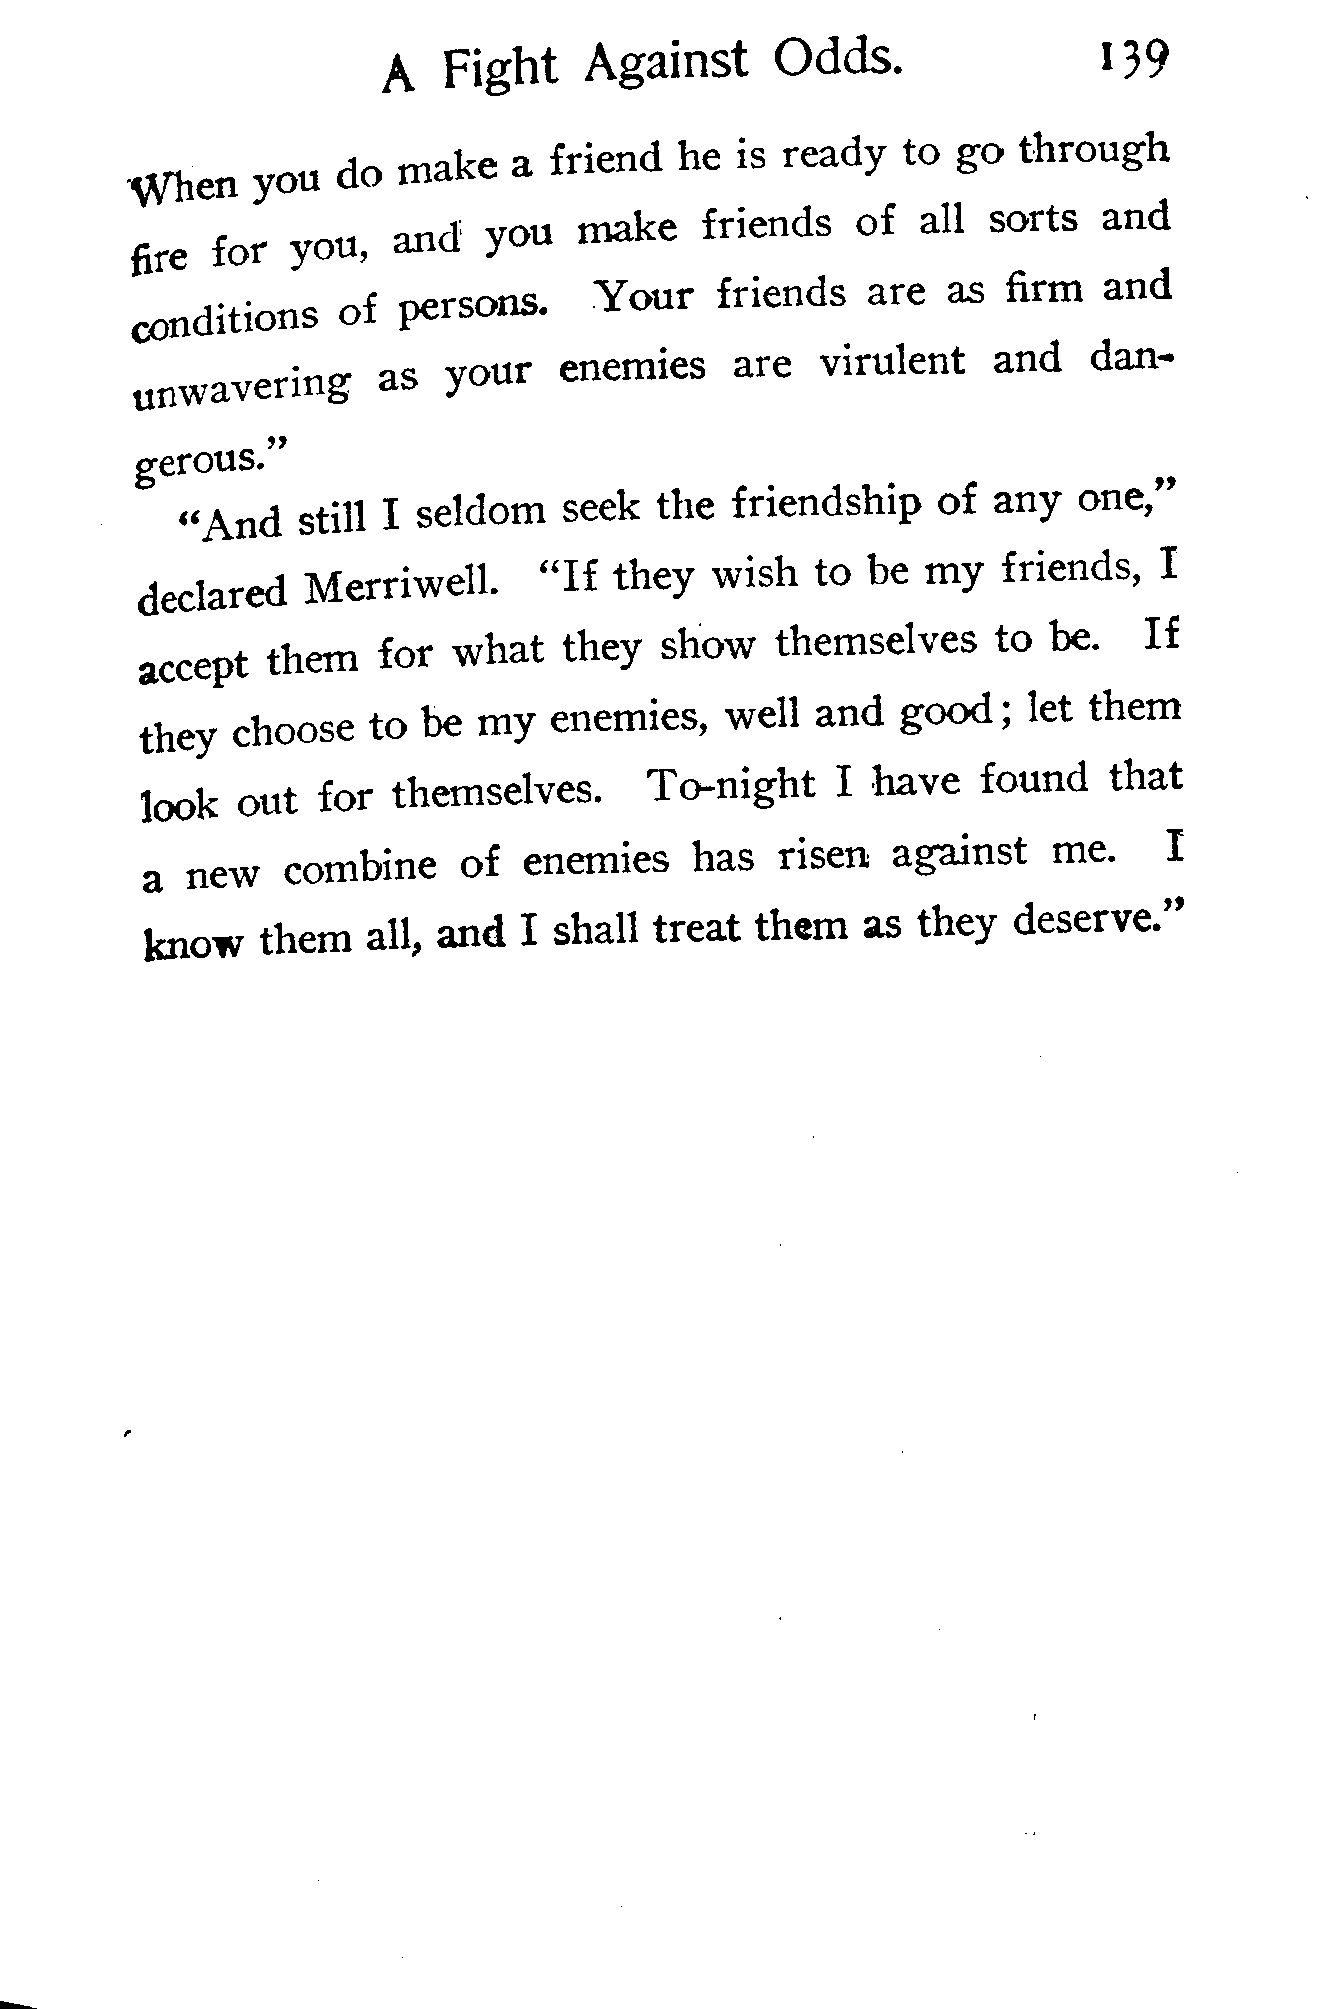 A Fight Against Odds. 139
When you do make a friend he is ready to go through
fire for you, and you make friends of all sorts and
conditions of persons. Your friends are as firm and
unwavering as your enemies are virulent and dan-
gerous.”
“And still I seldom seek the friendship of any one,”
declared Merriwell. “If they wish to be my friends, I
accept them for what they show themselves to be. If
they choose to be my enemies, well and good; let them
look out for themselves. To-night I have found that
a new combine of enemies has risen against me. I
know them all, and I shall treat them as they deserve.”